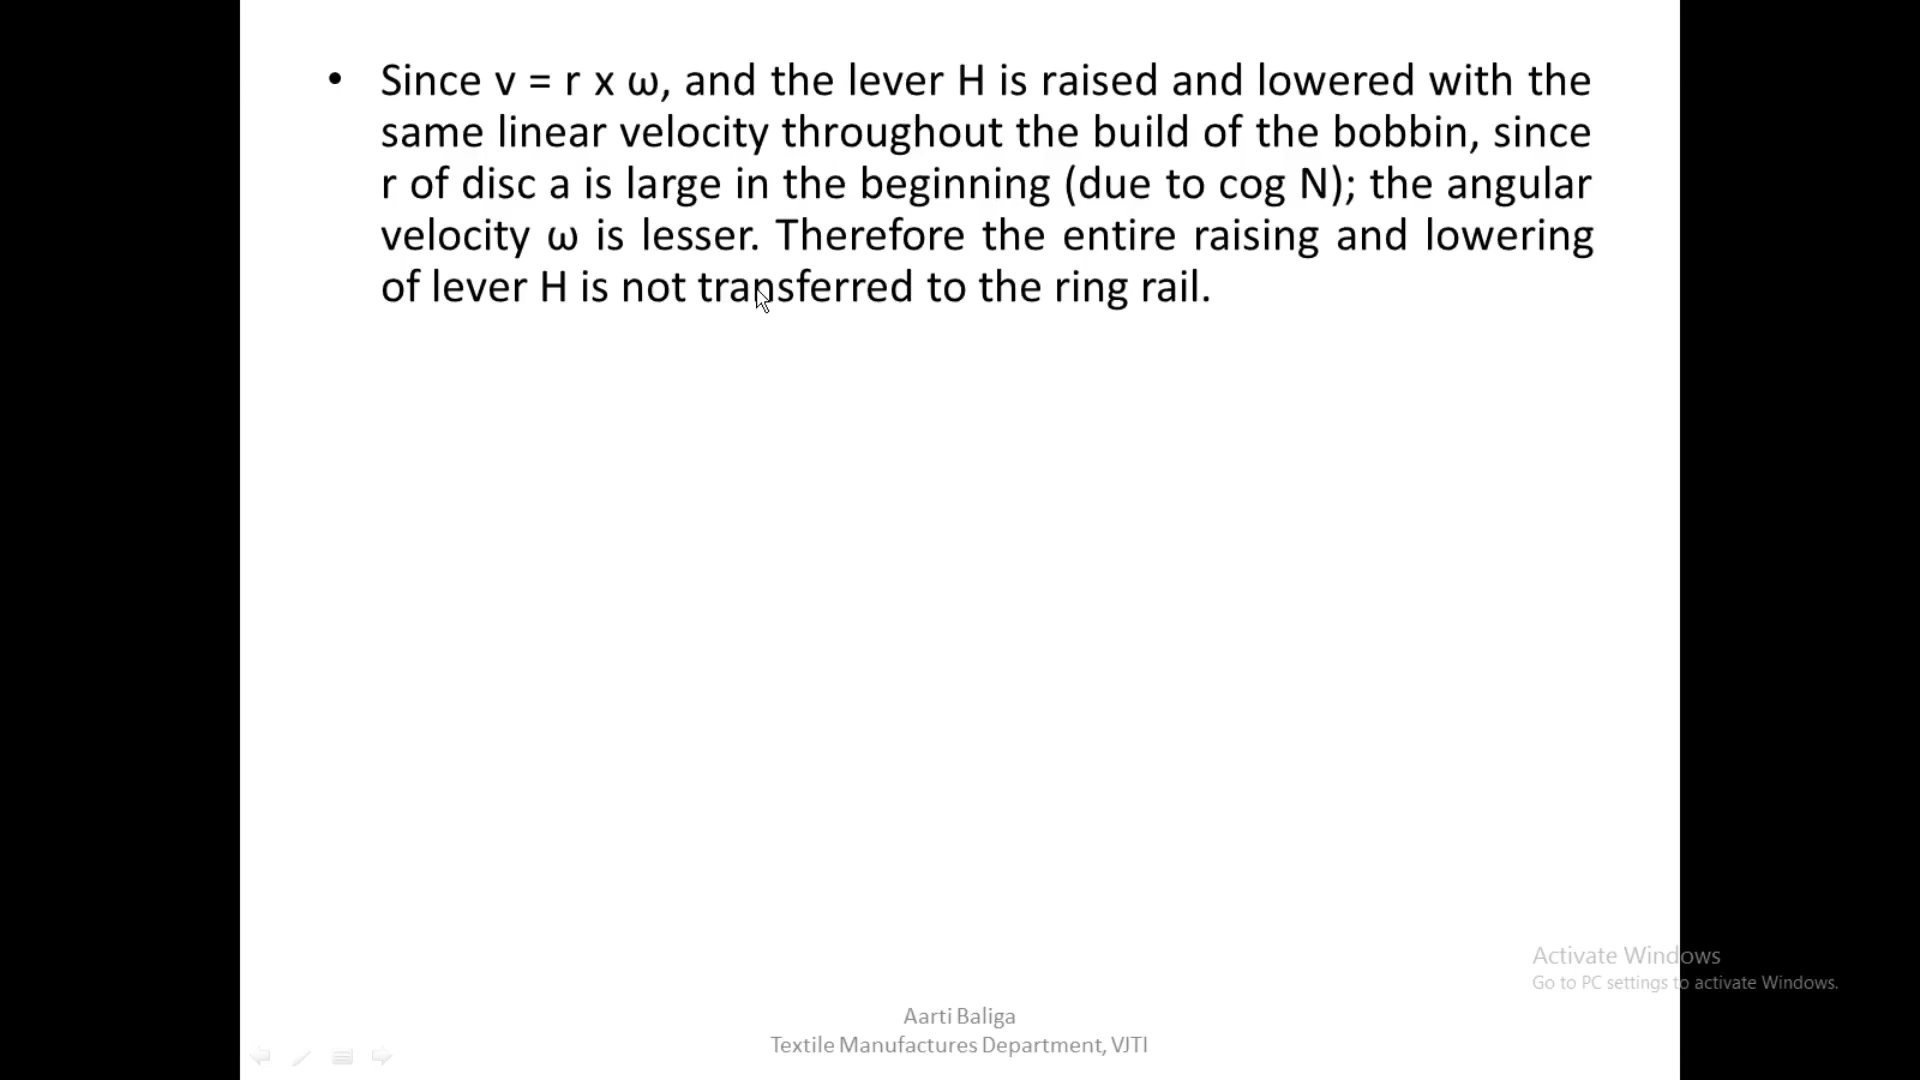 • Since v = r x ω, and the lever H is raised and lowered with the
same linear velocity throughout the build of the bobbin, since
r of disc a is large in the beginning (due to cog N); the angular
velocity ω is lesser. Therefore the entire raising and lowering
of lever H is not transferred to the ring rail.
Activate Windows
Go to PC settings to activate Windows.
Aarti Baliga
Textile Manufactures Department, VJTI